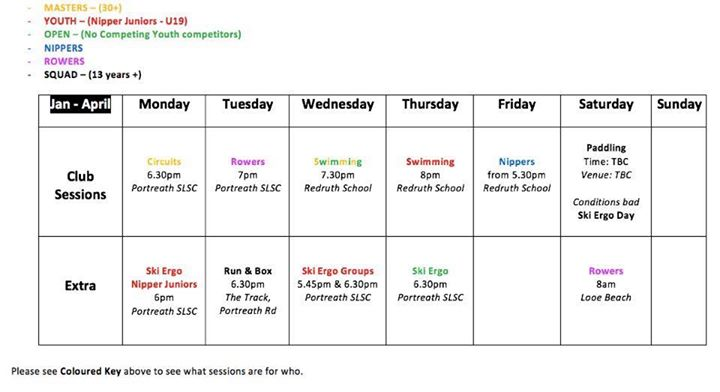 - MASTERS – (30+)
- YOUTH – (Nipper Juniors - U19)
- OPEN – (No Competing Youth competitors)
- NIPPERS
- ROWERS
- SQUAD – (13 years +)
Jan - April Monday Tuesday Wednesday Thursday Friday Saturday Sunday
Club Sessions
Circuits
6.30pm
Portreath SLSC
Rowers
7pm
Portreath SLSC
Swimming
7.30pm
Redruth School
Swimming
8pm
Redruth School
Nippers
from 5.30pm
Redruth School
Paddling
Time: TBC
Venue: TBC
Conditions bad
Ski Ergo Day
Extra
Ski Ergo
Nipper Juniors
6pm
Portreath SLSC
Run & Box
6.30pm
The Track,
Portreath Rd
Ski Ergo Groups
5.45pm & 6.30pm
Portreath SLSC
Ski Ergo
6.30pm
Portreath SLSC
Rowers
8am
Looe Beach
Please see Coloured Key above to see what sessions are for who.